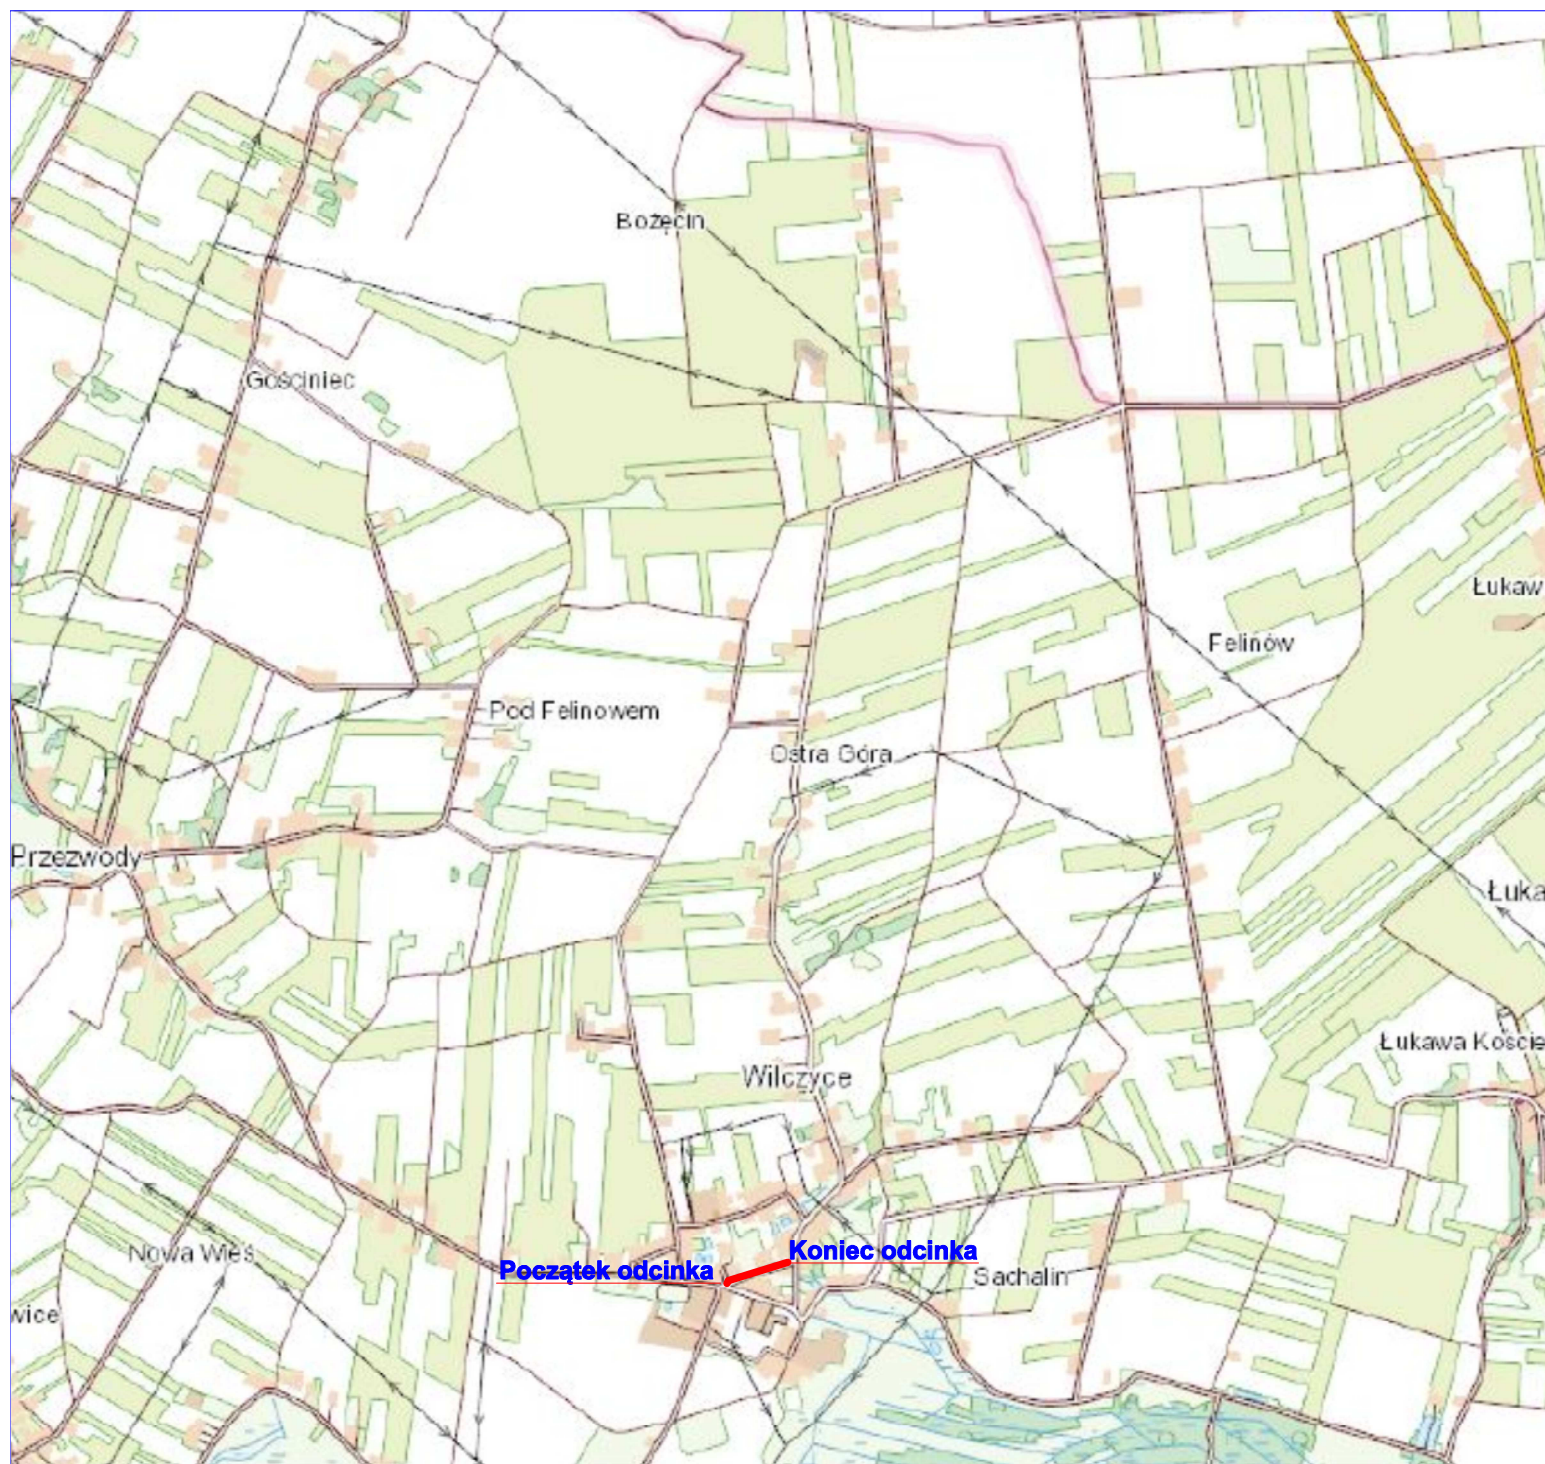 Bożęcin
Gościniec
Łukaw
Felinów
Pod Felinowem
Ostra Góra
Przezwody
Łuka
Łukawa Koście
Wilczyce
Nowa Wieś
Koniec odcinka
Początek odcinka
Sachalin
wice